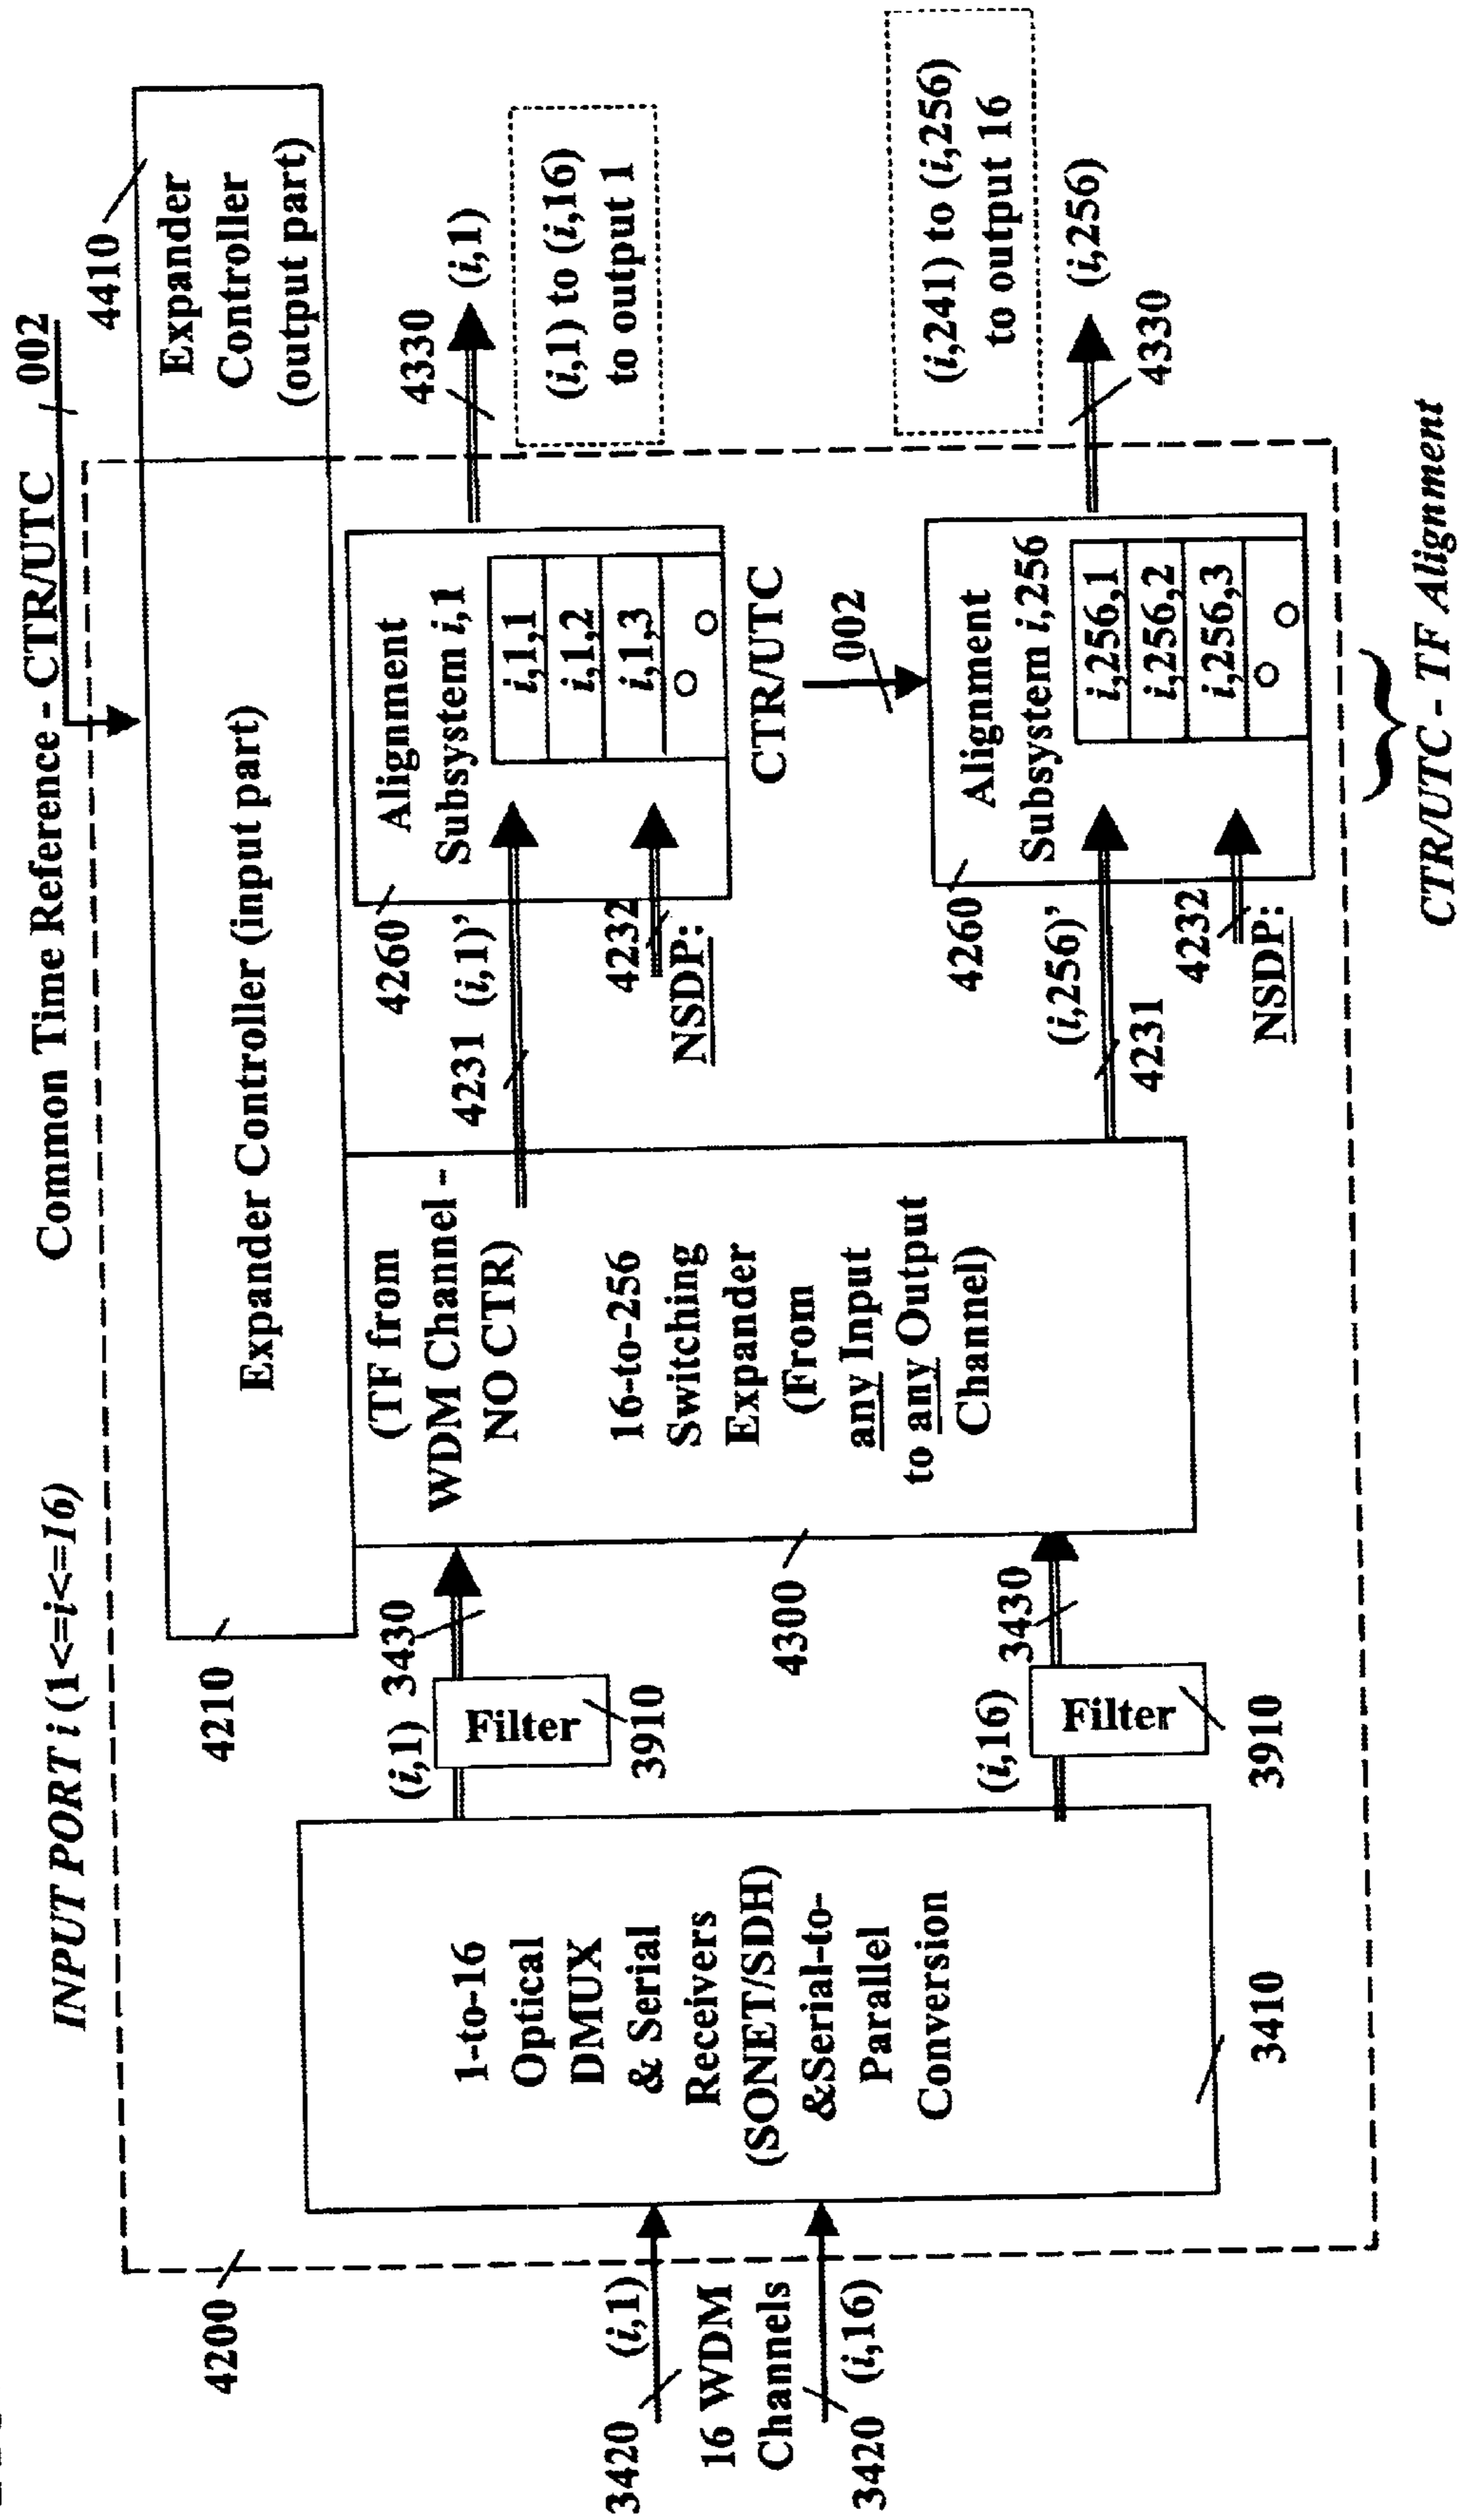 Common Time Reference - CTR/UTC
002
INPUT PORT i (1<=i<=16)
4410
Expander
Controller
(output part)
4200
4210
Expander Controller (input part)
3420
(i,1)
16 WDM
Channels
3420 (i,16)
1-to-16
Optical
DMUX
& Serial
Receivers
(SONET/SDH)
&Serial-to-
Parallel
Conversion
3410
(i,1)
3430
Filter
3910
(i,16)
3430
Filter
3910
4300
(TF from
WDM Channel -
NO CTR)
16-to-256
Switching
Expander
(From
any Input
to any Output
Channel)
4231 (i,1)’
4260
4232
NSDP:
Alignment
Subsystem i,1
i,1,1
i,1,2
i,1,3
CTR/UTC
002
(i,256)’
4231
4260
4232
NSDP:
Alignment
Subsystem i,256
i,256,1
i,256,2
i,256,3
4330
(i,1)
(i,1) to (i,16)
to output 1
(i,241) to (i,256)
to output 16
(i,256)
4330
CTR/UTC - TF Alignment